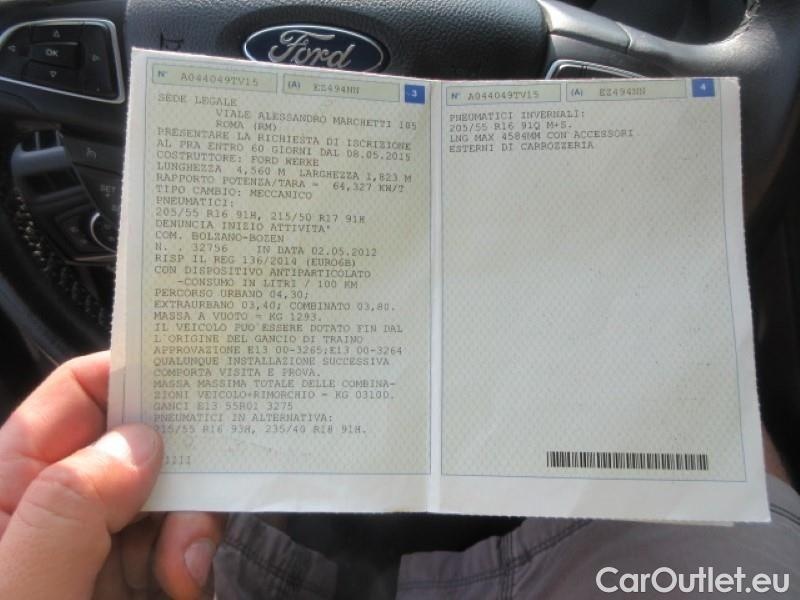 OK
Ford
N° A044049TV15 (A) EZ494NN 3
SEDE LEGALE
VIALE ALESSANDRO MARCHETTI 105
ROMA (RM)
PRESENTARE LA RICHIESTA DI ISCRIZIONE
AL PRA ENTRO 60 GIORNI DAL 08.05.2015
COSTRUTTORE: FORD WERKE
LUNGHEZZA 4,560 M LARGHEZZA 1,823 M
RAPPORTO POTENZA/TARA = 64,327 KW/T
TIPO CAMBIO: MECCANICO
PNEUMATICI:
205/55 R16 91H, 215/50 R17 91H
DENUNCIA INIZIO ATTIVITA'
COM. BOLZANO-BOZEN
N. . 32756 IN DATA 02.05.2012
RISP IL REG 136/2014 (EURO6B)
CON DISPOSITIVO ANTIPARTICOLATO
-CONSUMO IN LITRI / 100 KM
PERCORSO URBANO 04,30;
EXTRAURBANO 03,40; COMBINATO 03,80.
MASSA A VUOTO = KG 1293.
IL VEICOLO PUO'ESSERE DOTATO FIN DAL
L'ORIGINE DEL GANCIO DI TRAINO
APPROVAZIONE E13 00-3265;E13 00-3264
QUALUNQUE INSTALLAZIONE SUCCESSIVA
COMPORTA VISITA E PROVA.
MASSA MASSIMA TOTALE DELLE COMBINA-
ZIONI VEICOLO+RIMORCHIO = KG 03100.
GANCI E13 55R01 3275
PNEUMATICI IN ALTERNATIVA:
215/55 R16 93H, 235/40 R18 91H.
N° A044049TV15 (A) EZ494NN 4
PNEUMATICI INVERNALI:
205/55 R16 91Q M+S.
LNG MAX 4584MM CON ACCESSORI
ESTERNI DI CARROZZERIA
CarOutlet.eu